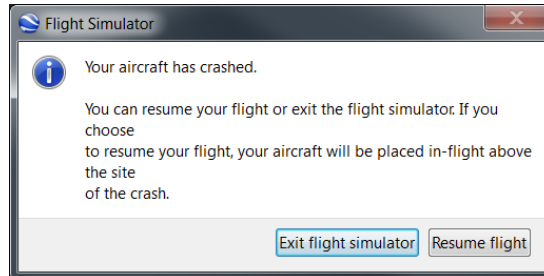 Flight Simulator
Your aircraft has crashed.
You can resume your flight or exit the flight simulator. If you
choose
to resume your flight, your aircraft will be placed in-flight above
the site
of the crash.
Exit flight simulator Resume flight